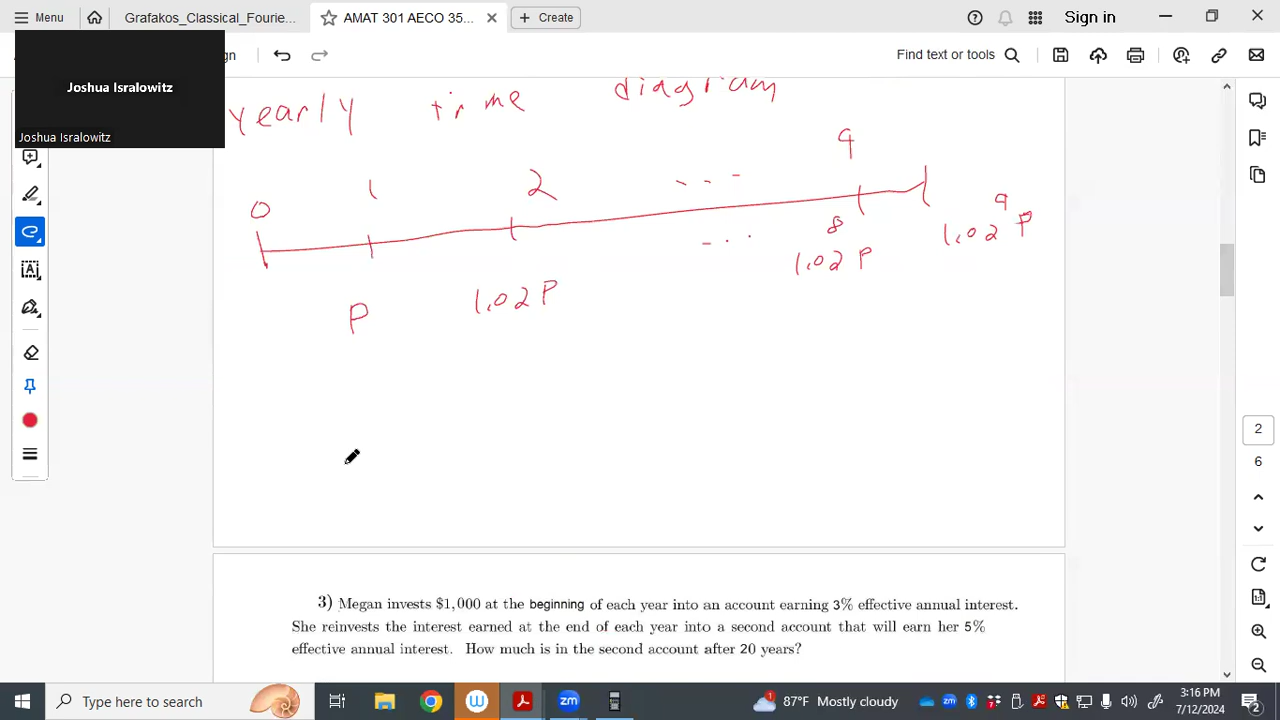 Menu
Grafakos_Classical_Fourie...
AMAT 301 AECO 35...
Create
Sign in
gn
Find text or tools
Joshua Isralowitz
Joshua Isralowitz
yearly time diagram
0 1 2 ... 9
P 1.02 P ... 1.02^8 P 1.02^9 P
2
6
3) Megan invests $1,000 at the beginning of each year into an account earning 3% effective annual interest.
She reinvests the interest earned at the end of each year into a second account that will earn her 5%
effective annual interest. How much is in the second account after 20 years?
Type here to search
87°F Mostly cloudy
3:16 PM
7/12/2024